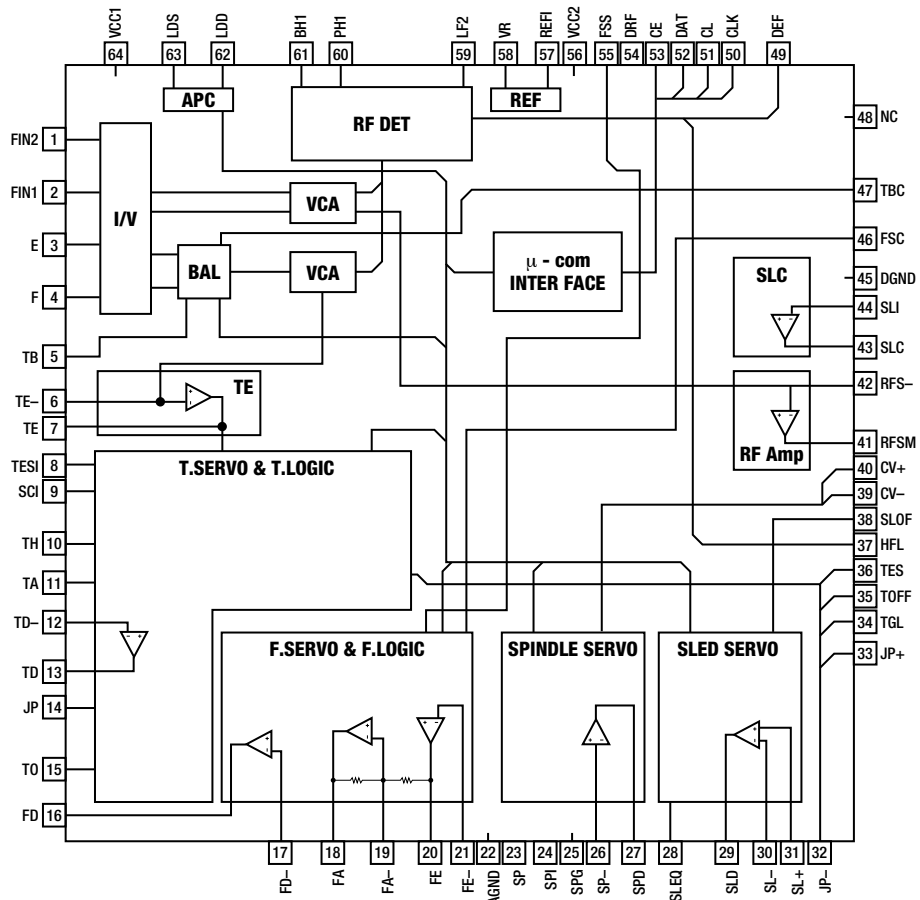 VCC1 LDS LDD BH1 PH1 LF2 VR REFI VCC2 FSS DRF CE DAT CL CLK DEF
64 63 62 61 60 59 58 57 56 55 54 53 52 51 50 49
APC
RF DET
REF
FIN2 1
FIN1 2
E 3
F 4
TB 5
TE– 6
TE 7
TESI 8
SCI 9
TH 10
TA 11
TD– 12
TD 13
JP 14
TO 15
FD 16
I/V
VCA
BAL
VCA
μ - com
INTER FACE
SLC
TE
RF Amp
T.SERVO & T.LOGIC
F.SERVO & F.LOGIC
SPINDLE SERVO
SLED SERVO
+ -
48 NC
47 TBC
46 FSC
45 DGND
44 SLI
43 SLC
42 RFS–
41 RFSM
40 CV+
39 CV–
38 SLOF
37 HFL
36 TES
35 TOFF
34 TGL
33 JP+
17 18 19 20 21 22 23 24 25 26 27 28 29 30 31 32
FD– FA FA– FE FE– AGND SP SPI SPG SP– SPD SLEQ SLD SL– SL+ JP–